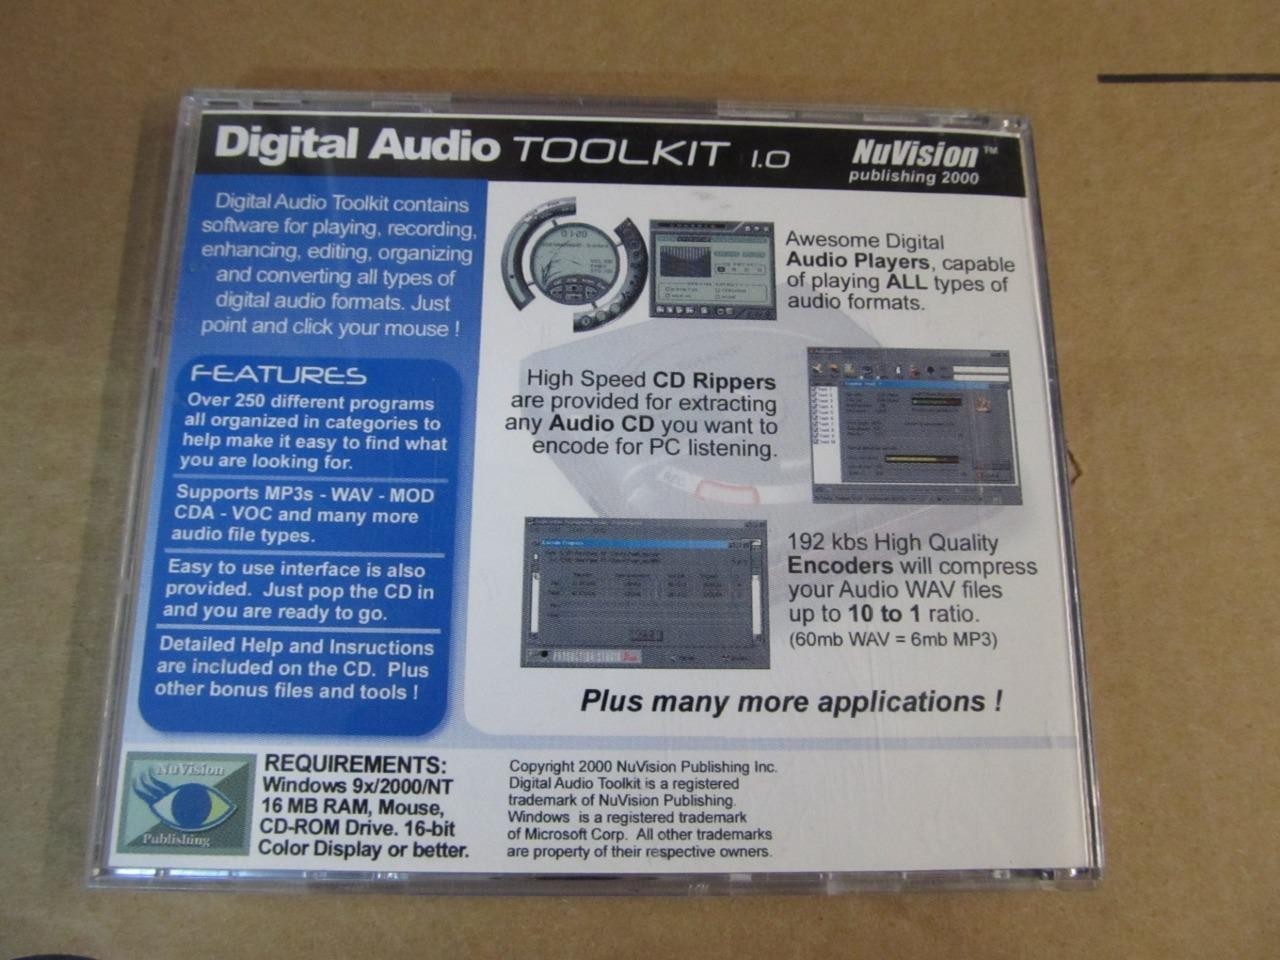 Digital Audio TOOLKIT 1.0
NuVision™
publishing 2000
Digital Audio Toolkit contains
software for playing, recording,
enhancing, editing, organizing
and converting all types of
digital audio formats. Just
point and click your mouse !
FEATURES
Over 250 different programs
all organized in categories to
help make it easy to find what
you are looking for.
Supports MP3s - WAV - MOD
CDA - VOC and many more
audio file types.
Easy to use interface is also
provided. Just pop the CD in
and you are ready to go.
Detailed Help and Insructions
are included on the CD. Plus
other bonus files and tools !
Awesome Digital
Audio Players, capable
of playing ALL types of
audio formats.
High Speed CD Rippers
are provided for extracting
any Audio CD you want to
encode for PC listening.
REC
192 kbs High Quality
Encoders will compress
your Audio WAV files
up to 10 to 1 ratio.
(60mb WAV = 6mb MP3)
Plus many more applications !
NuVision
Publishing
REQUIREMENTS:
Windows 9x/2000/NT
16 MB RAM, Mouse,
CD-ROM Drive. 16-bit
Color Display or better.
Copyright 2000 NuVision Publishing Inc.
Digital Audio Toolkit is a registered
trademark of NuVision Publishing.
Windows is a registered trademark
of Microsoft Corp. All other trademarks
are property of their respective owners.